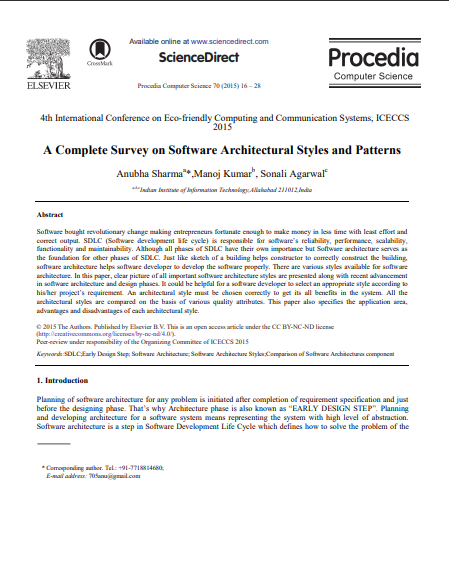 Available online at www.sciencedirect.com
ScienceDirect
Procedia Computer Science 70 (2015) 16 – 28
ELSEVIER
CrossMark
Procedia
Computer Science
4th International Conference on Eco-friendly Computing and Communication Systems, ICECCS
2015
A Complete Survey on Software Architectural Styles and Patterns
Anubha Sharmaª*,Manoj Kumarᵇ, Sonali Agarwalᶜ
ᵃ,ᵇ,ᶜIndian Institute of Information Technology,Allahabad 211012,India
Abstract
Software bought revolutionary change making entrepreneurs fortunate enough to make money in less time with least effort and
correct output. SDLC (Software development life cycle) is responsible for software's reliability, performance, scalability,
functionality and maintainability. Although all phases of SDLC have their own importance but Software architecture serves as
the foundation for other phases of SDLC. Just like sketch of a building helps constructor to correctly construct the building,
software architecture helps software developer to develop the software properly. There are various styles available for software
architecture. In this paper, clear picture of all important software architecture styles are presented along with recent advancement
in software architecture and design phases. It could be helpful for a software developer to select an appropriate style according to
his/her project's requirement. An architectural style must be chosen correctly to get its all benefits in the system. All the
architectural styles are compared on the basis of various quality attributes. This paper also specifies the application area,
advantages and disadvantages of each architectural style.
© 2015 The Authors. Published by Elsevier B.V. This is an open access article under the CC BY-NC-ND license
(http://creativecommons.org/licenses/by-nc-nd/4.0/).
Peer-review under responsibility of the Organizing Committee of ICECCS 2015
Keywords: SDLC;Early Design Step; Software Architecture; Software Architecture Styles;Comparison of Software Architectures component
1. Introduction
Planning of software architecture for any problem is initiated after completion of requirement specification and just
before the designing phase. That's why Architecture phase is also known as “EARLY DESIGN STEP”. Planning
and developing architecture for a software system means representing the system with high level of abstraction.
Software architecture is a step in Software Development Life Cycle which defines how to solve the problem of the
* Corresponding author. Tel.: +91-7718814680;
E-mail address: 705anu@gmail.com